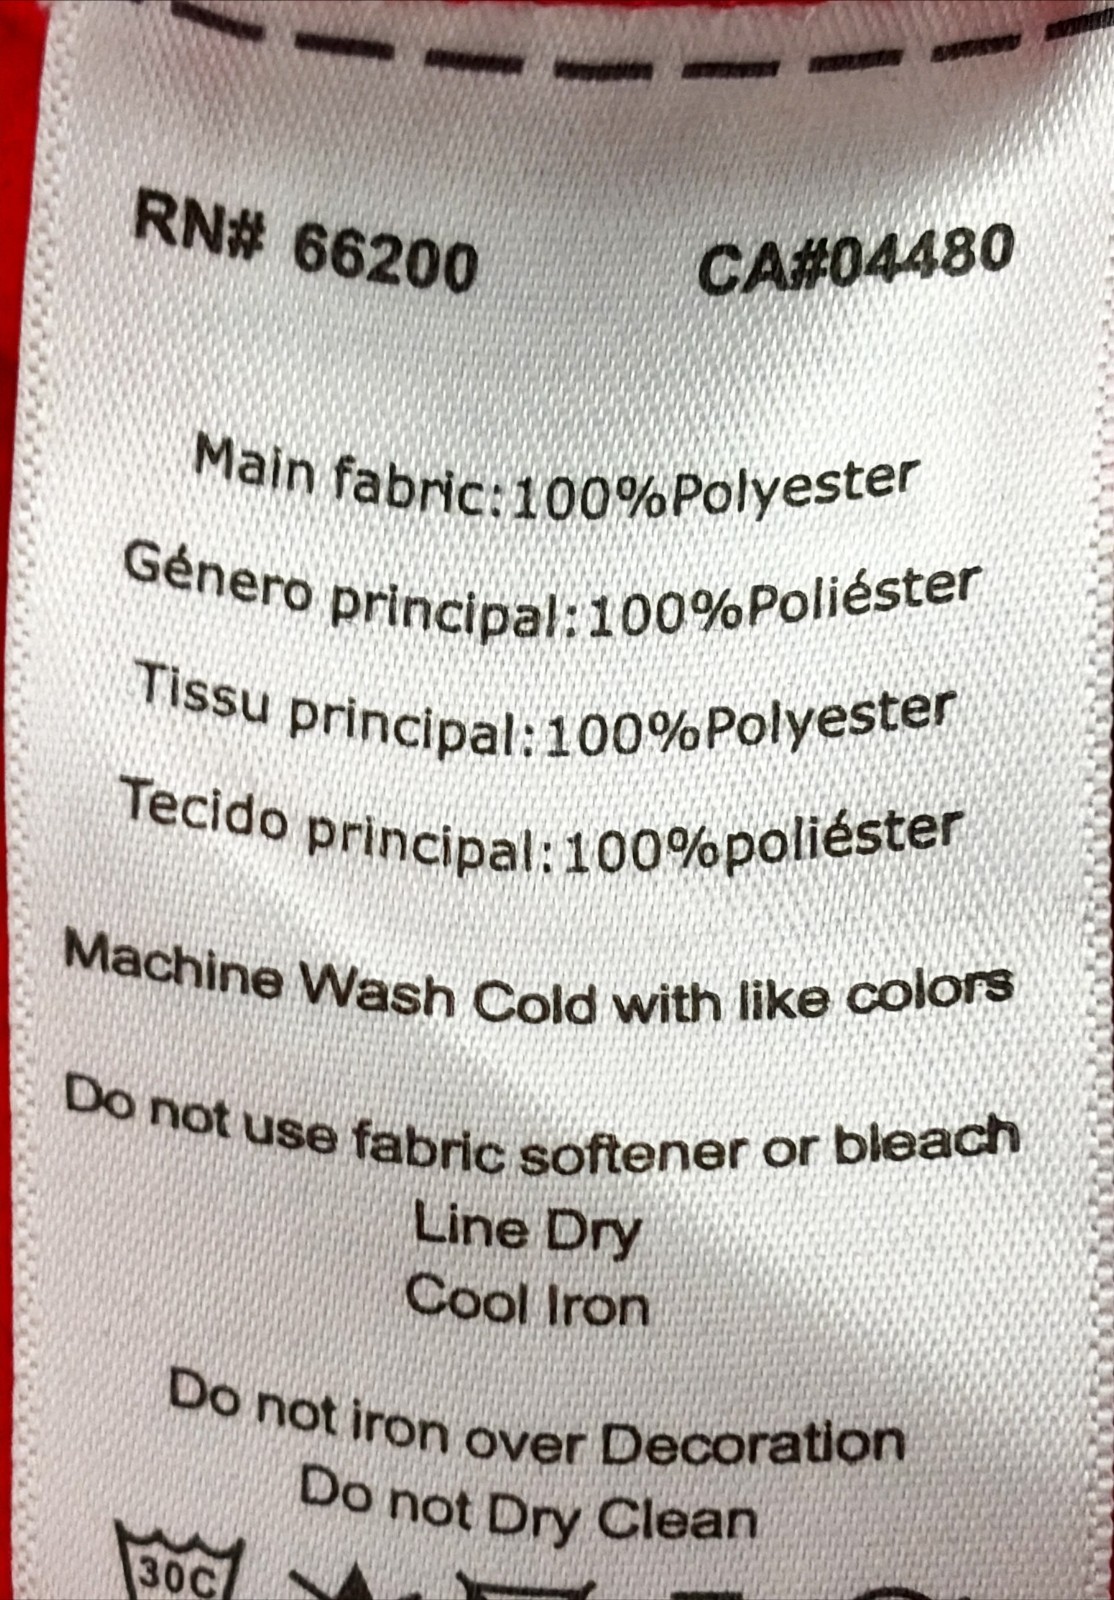 RN# 66200 CA#04480
Main fabric:100%Polyester
Género principal:100%Poliéster
Tissu principal:100%Polyester
Tecido principal:100%poliéster
Machine Wash Cold with like colors
Do not use fabric softener or bleach
Line Dry
Cool Iron
Do not iron over Decoration
Do not Dry Clean
30C